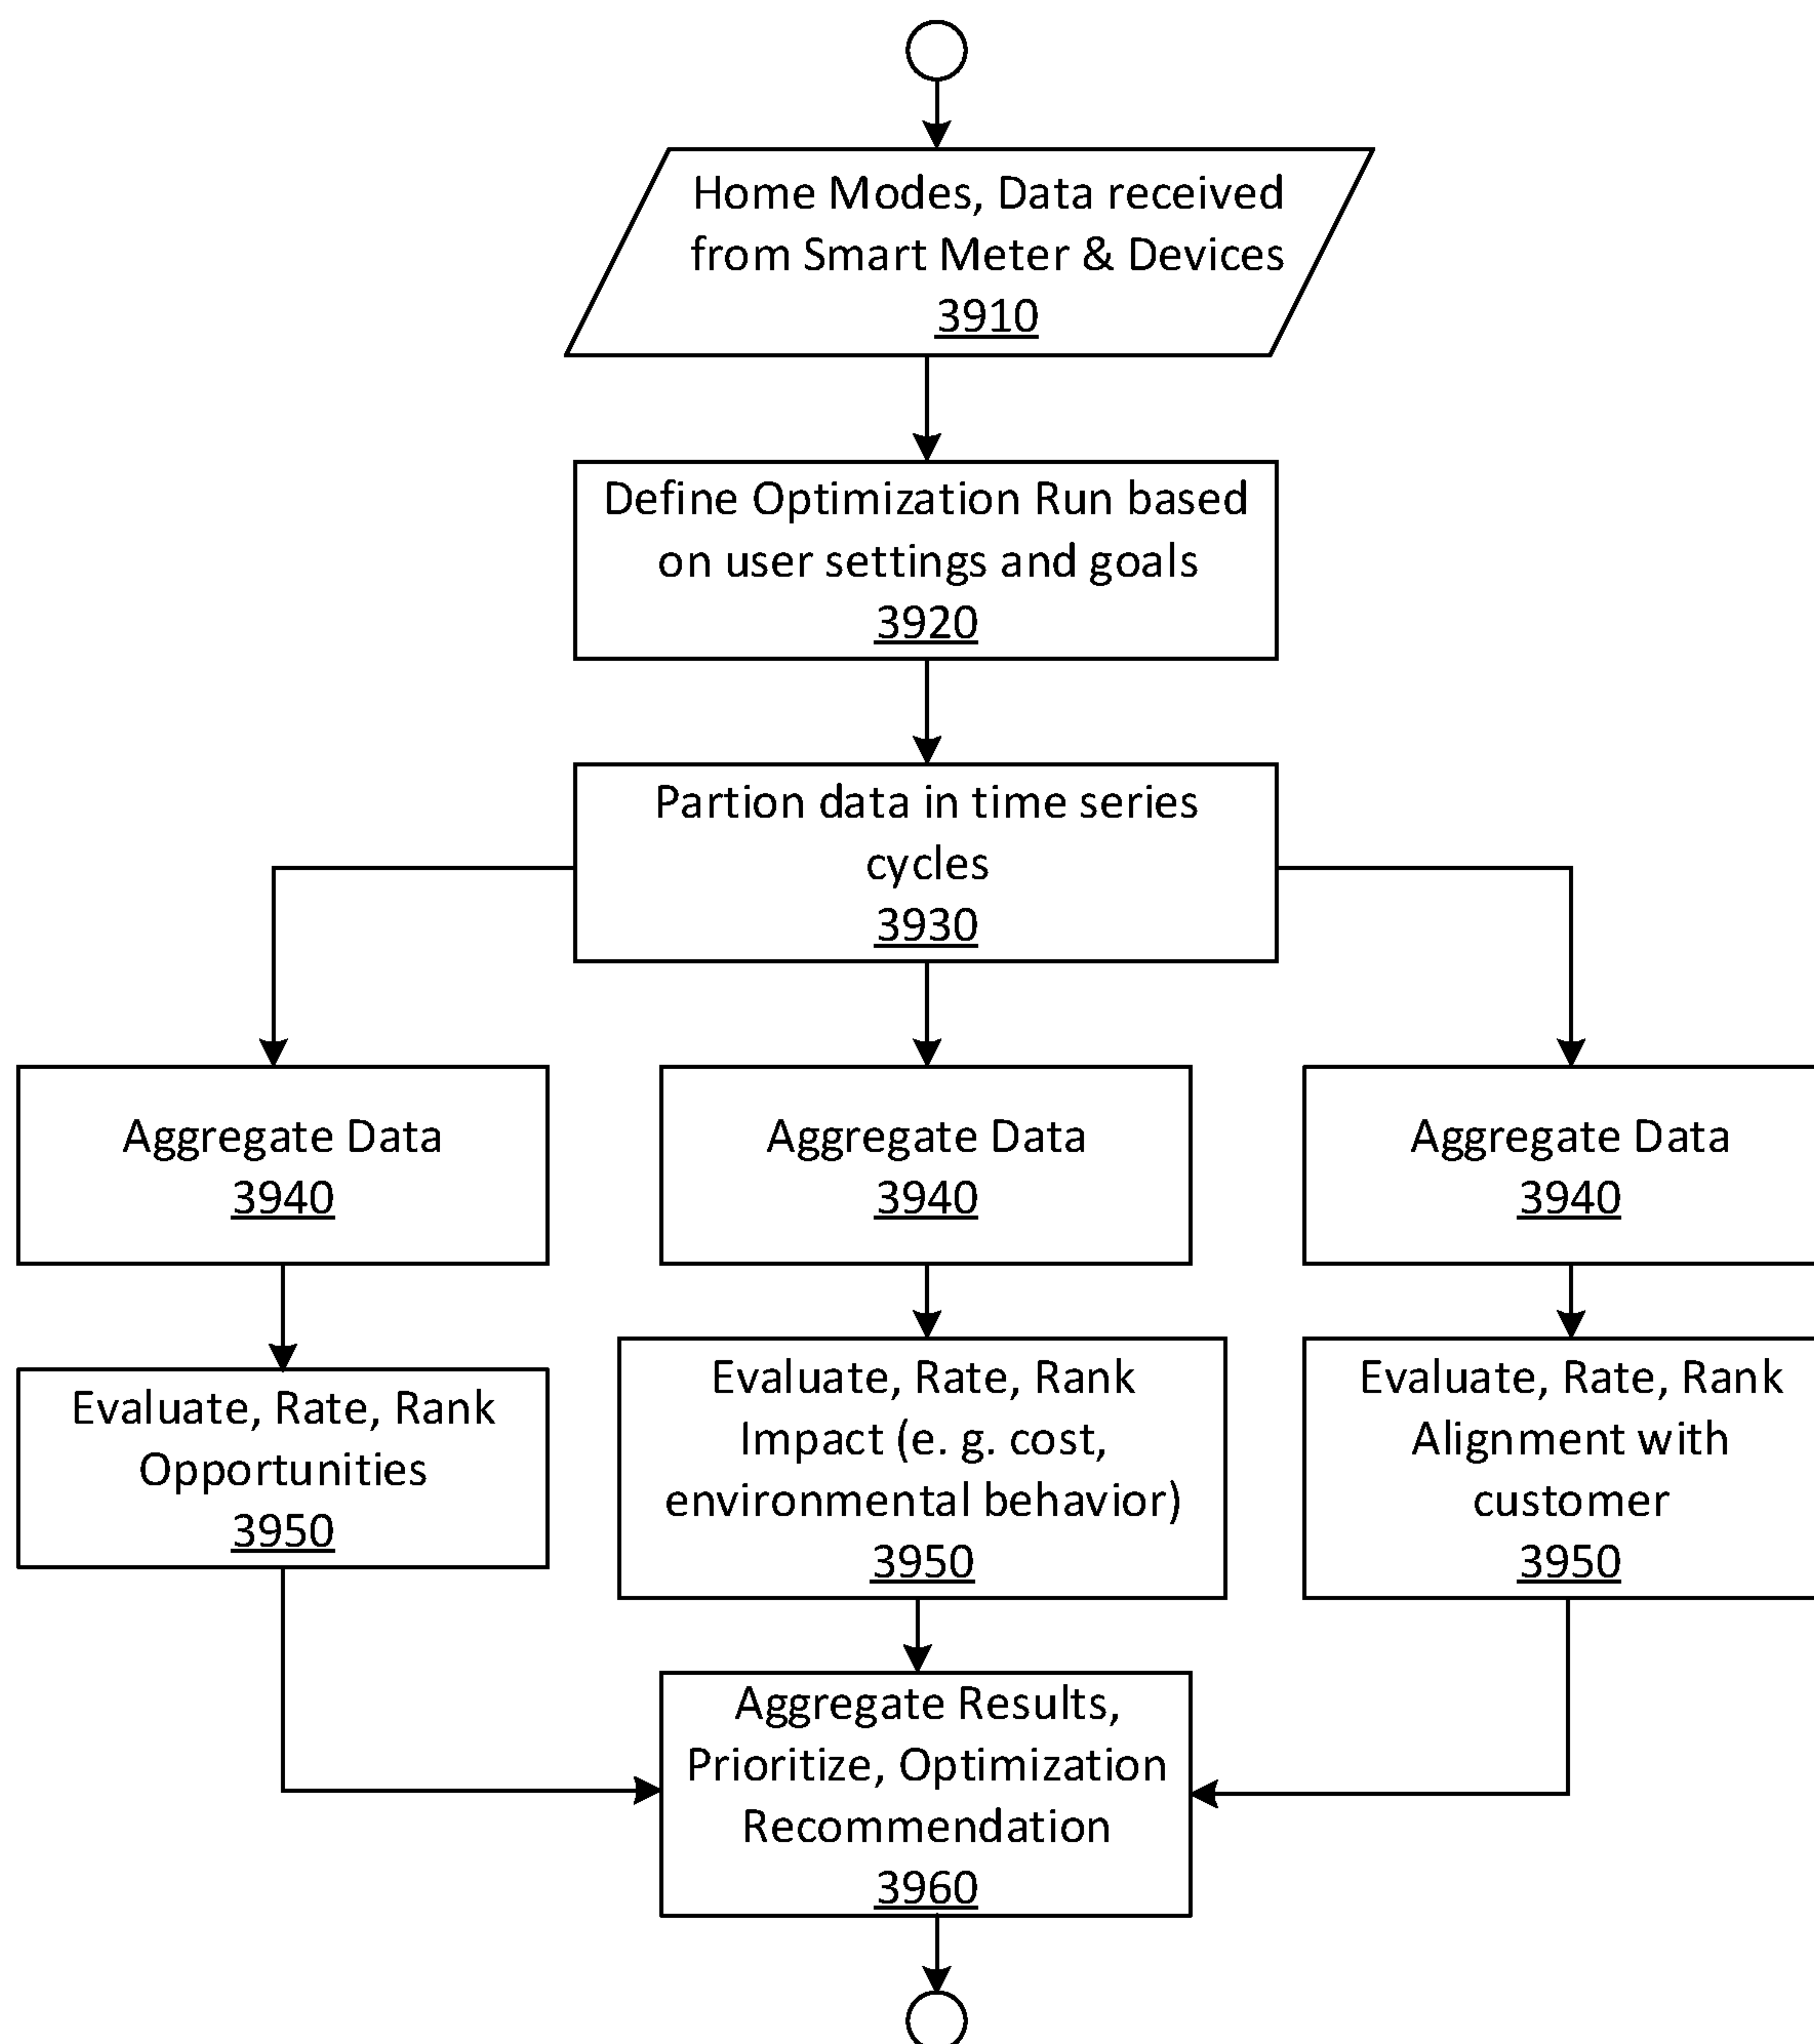 Home Modes, Data received
from Smart Meter & Devices
3910
Define Optimization Run based
on user settings and goals
3920
Partion data in time series
cycles
3930
Aggregate Data
3940
Aggregate Data
3940
Aggregate Data
3940
Evaluate, Rate, Rank
Opportunities
3950
Evaluate, Rate, Rank
Impact (e. g. cost,
environmental behavior)
3950
Evaluate, Rate, Rank
Alignment with
customer
3950
Aggregate Results,
Prioritize, Optimization
Recommendation
3960